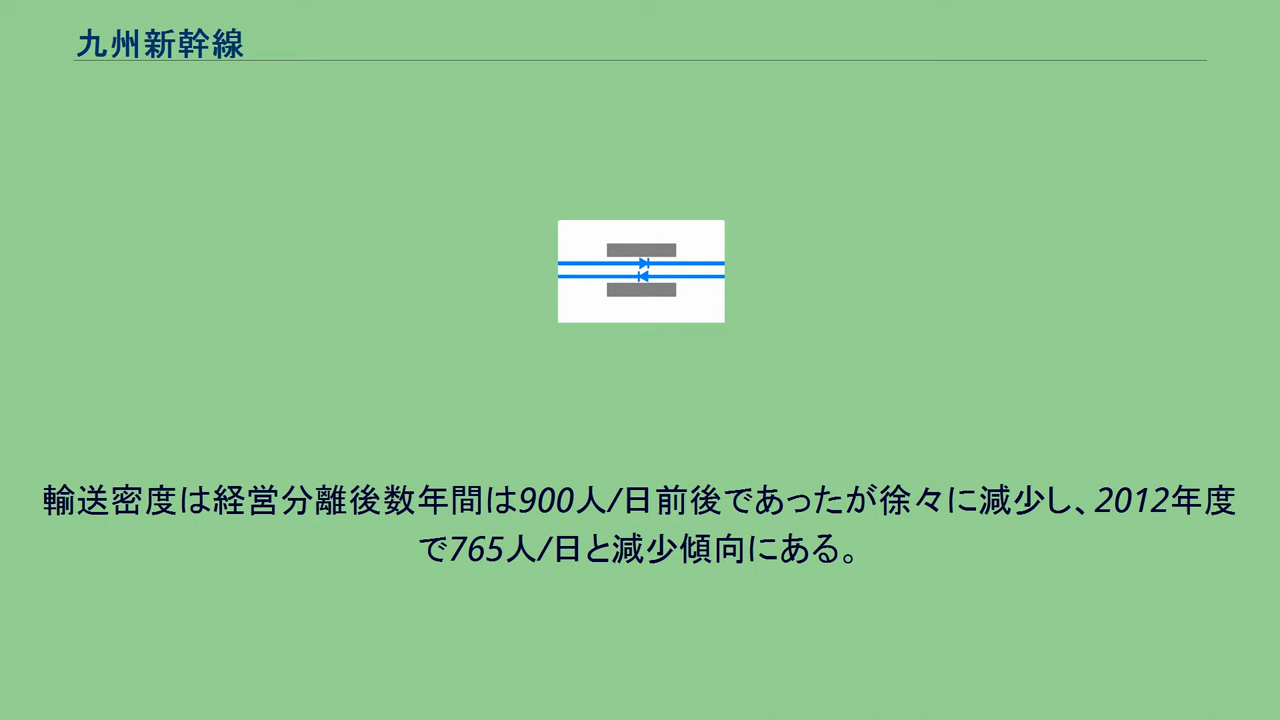 九州新幹線
輸送密度は経営分離後数年間は900人/日前後であったが徐々に減少し、2012年度
で765人/日と減少傾向にある。